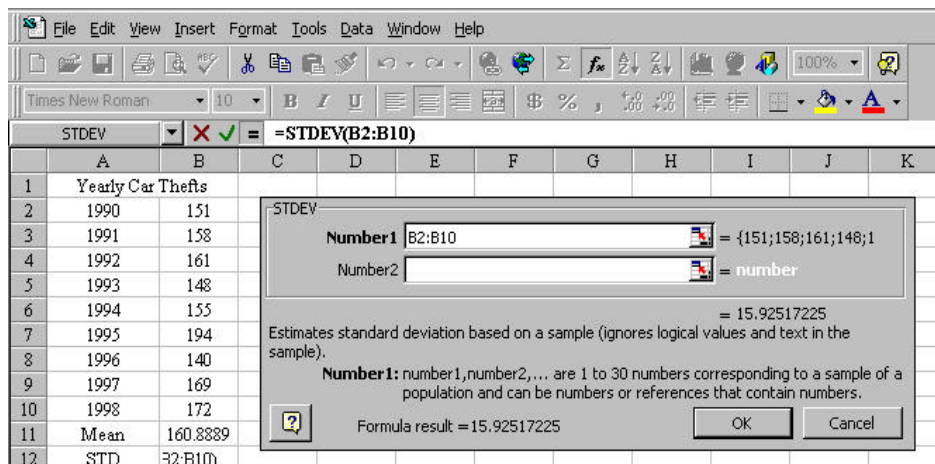 File Edit View Insert Format Tools Data Window Help
100%
Times New Roman 10 B I U $ % ,
STDEV = =STDEV(B2:B10)
A B C D E F G H I J K
1 Yearly Car Thefts
2 1990 151
3 1991 158
4 1992 161
5 1993 148
6 1994 155
7 1995 194
8 1996 140
9 1997 169
10 1998 172
11 Mean 160.8889
12 STD B2:B10)
STDEV
Number1 B2:B10 = {151;158;161;148;1
Number2 = number
= 15.92517225
Estimates standard deviation based on a sample (ignores logical values and text in the
sample).
Number1: number1,number2,... are 1 to 30 numbers corresponding to a sample of a
population and can be numbers or references that contain numbers.
Formula result =15.92517225
OK Cancel